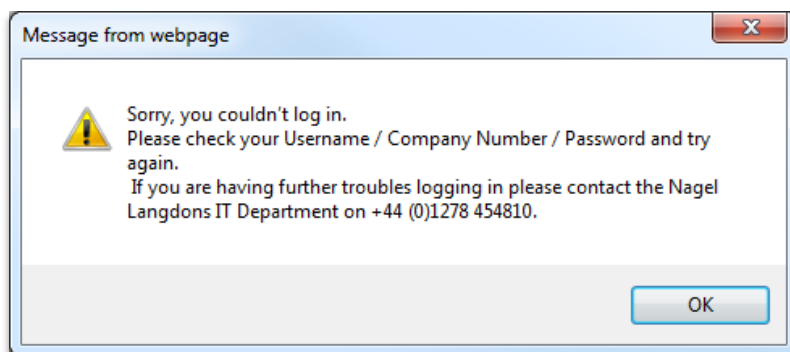 Message from webpage
Sorry, you couldn't log in.
Please check your Username / Company Number / Password and try
again.
If you are having further troubles logging in please contact the Nagel
Langdons IT Department on +44 (0)1278 454810.
OK